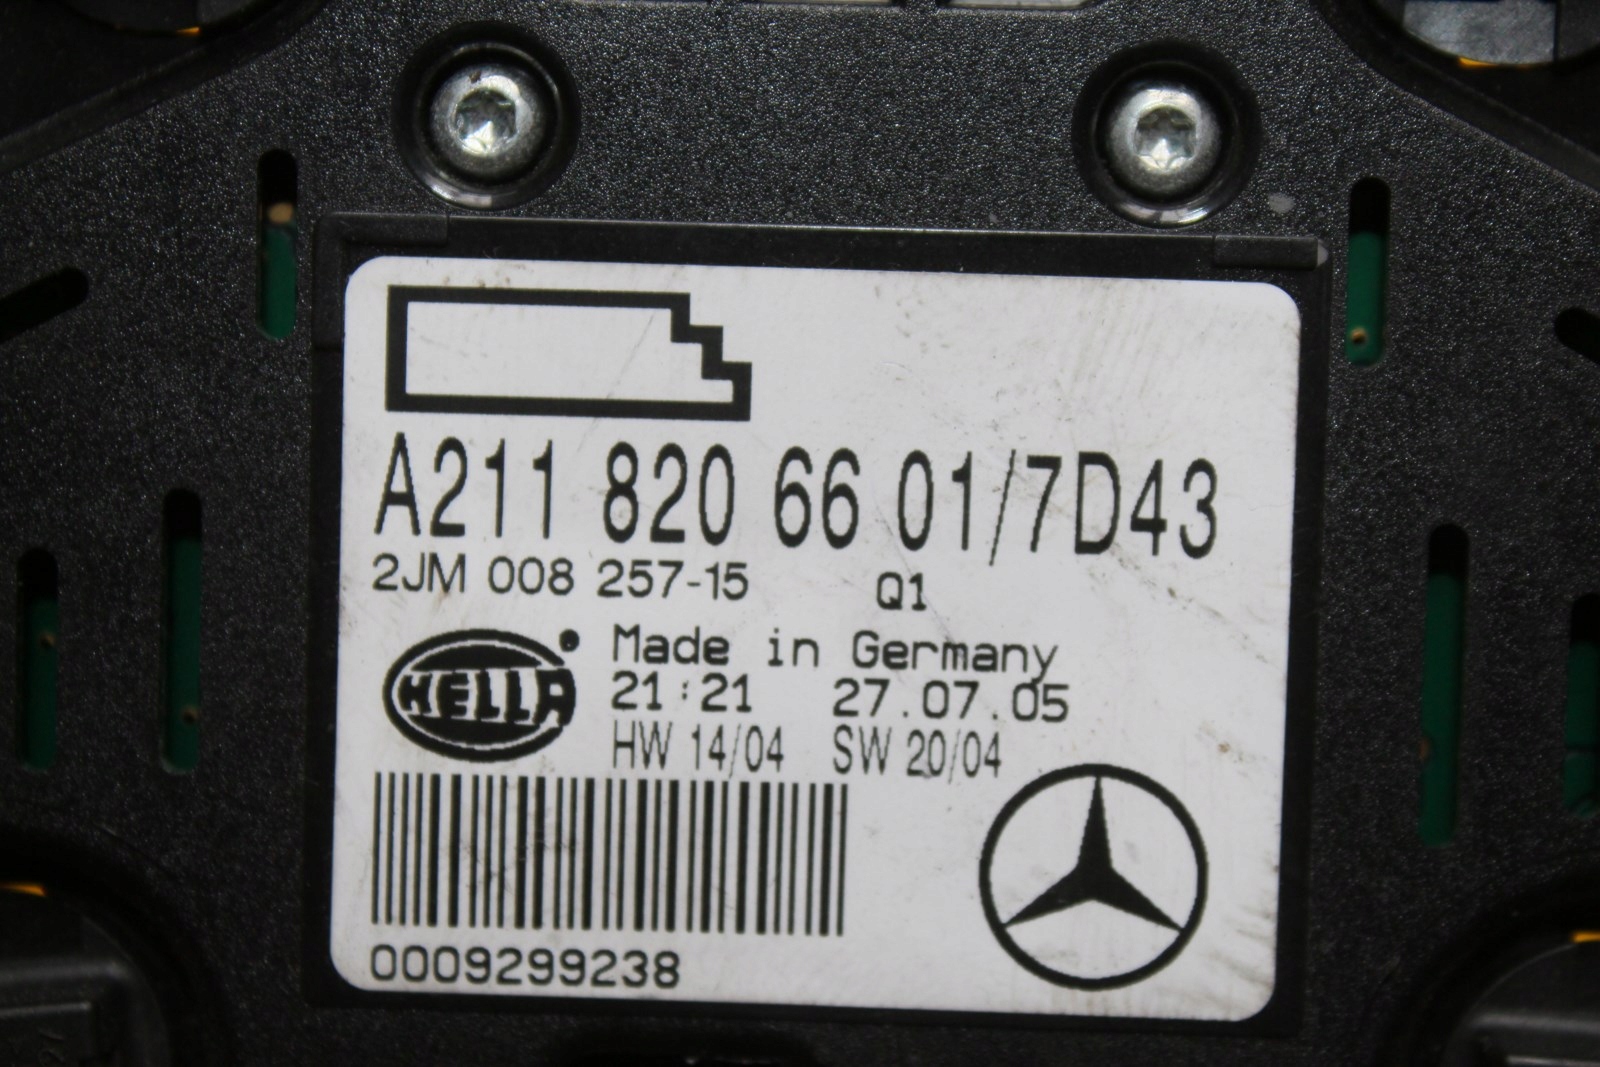 A211 820 66 01/7D43
2JM 008 257-15 Q1
HELLA
Made in Germany
21:21 27.07.05
HW 14/04 SW 20/04
0009299238